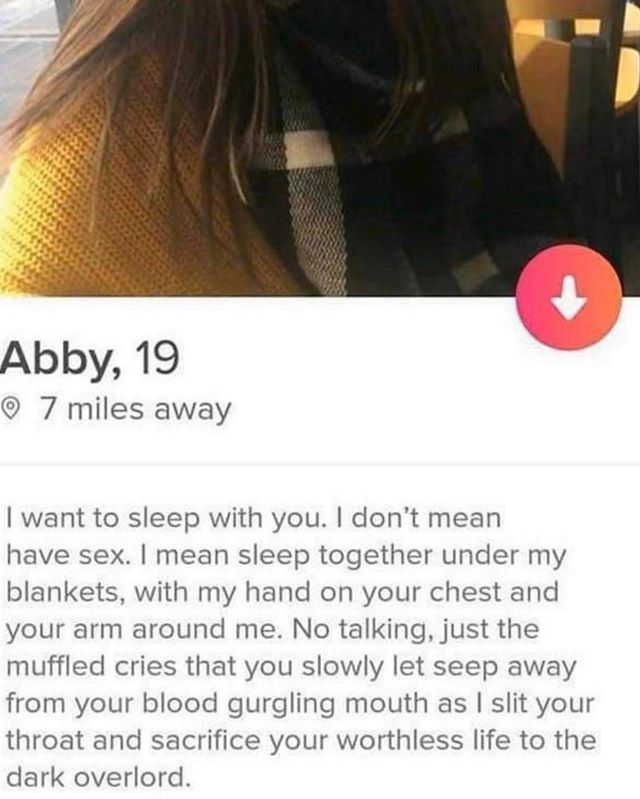 Abby, 19
7 miles away
I want to sleep with you. I don't mean
have sex. I mean sleep together under my
blankets, with my hand on your chest and
your arm around me. No talking, just the
muffled cries that you slowly let seep away
from your blood gurgling mouth as I slit your
throat and sacrifice your worthless life to the
dark overlord.